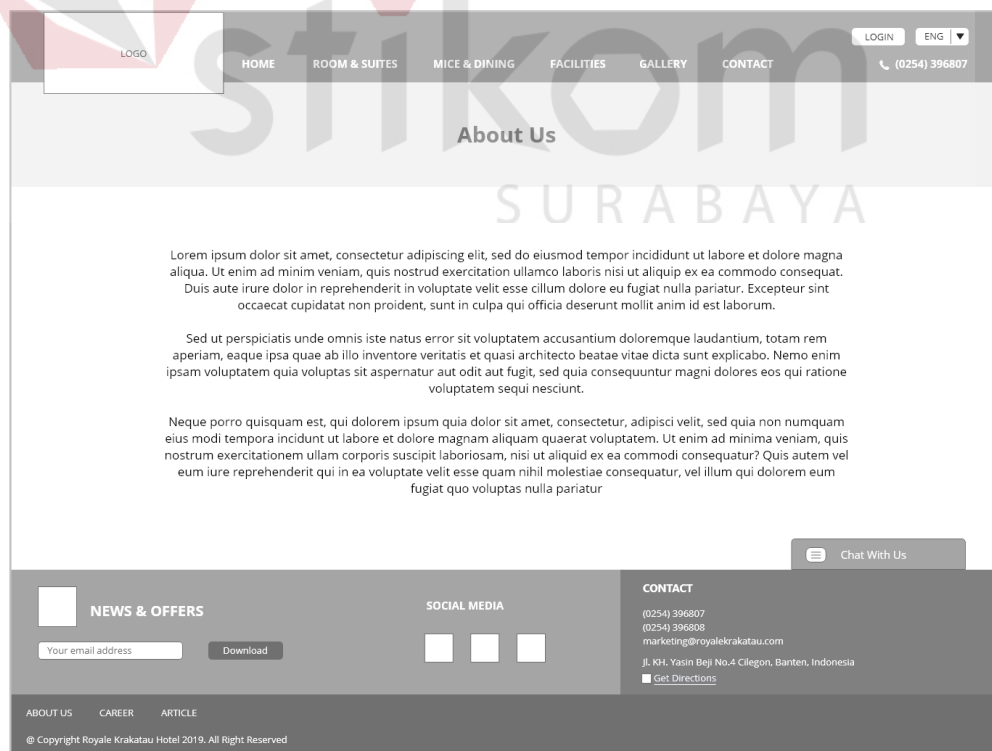 LOGO
LOGIN
ENG
HOME
ROOM & SUITES
MICE & DINING
FACILITIES
GALLERY
CONTACT
(0254) 396807
stikom
SURABAYA
About Us
Lorem ipsum dolor sit amet, consectetur adipiscing elit, sed do eiusmod tempor incididunt ut labore et dolore magna
aliqua. Ut enim ad minim veniam, quis nostrud exercitation ullamco laboris nisi ut aliquip ex ea commodo consequat.
Duis aute irure dolor in reprehenderit in voluptate velit esse cillum dolore eu fugiat nulla pariatur. Excepteur sint
occaecat cupidatat non proident, sunt in culpa qui officia deserunt mollit anim id est laborum.
Sed ut perspiciatis unde omnis iste natus error sit voluptatem accusantium doloremque laudantium, totam rem
aperiam, eaque ipsa quae ab illo inventore veritatis et quasi architecto beatae vitae dicta sunt explicabo. Nemo enim
ipsam voluptatem quia voluptas sit aspernatur aut odit aut fugit, sed quia consequuntur magni dolores eos qui ratione
voluptatem sequi nesciunt.
Neque porro quisquam est, qui dolorem ipsum quia dolor sit amet, consectetur, adipisci velit, sed quia non numquam
eius modi tempora incidunt ut labore et dolore magnam aliquam quaerat voluptatem. Ut enim ad minima veniam, quis
nostrum exercitationem ullam corporis suscipit laboriosam, nisi ut aliquid ex ea commodi consequatur? Quis autem vel
eum iure reprehenderit qui in ea voluptate velit esse quam nihil molestiae consequatur, vel illum qui dolorem eum
fugiat quo voluptas nulla pariatur
Chat With Us
NEWS & OFFERS
Your email address
Download
SOCIAL MEDIA
CONTACT
(0254) 396807
(0254) 396808
marketing@royalekrakatau.com
Jl. KH. Yasin Beji No.4 Cilegon, Banten, Indonesia
Get Directions
ABOUT US
CAREER
ARTICLE
@ Copyright Royale Krakatau Hotel 2019. All Right Reserved